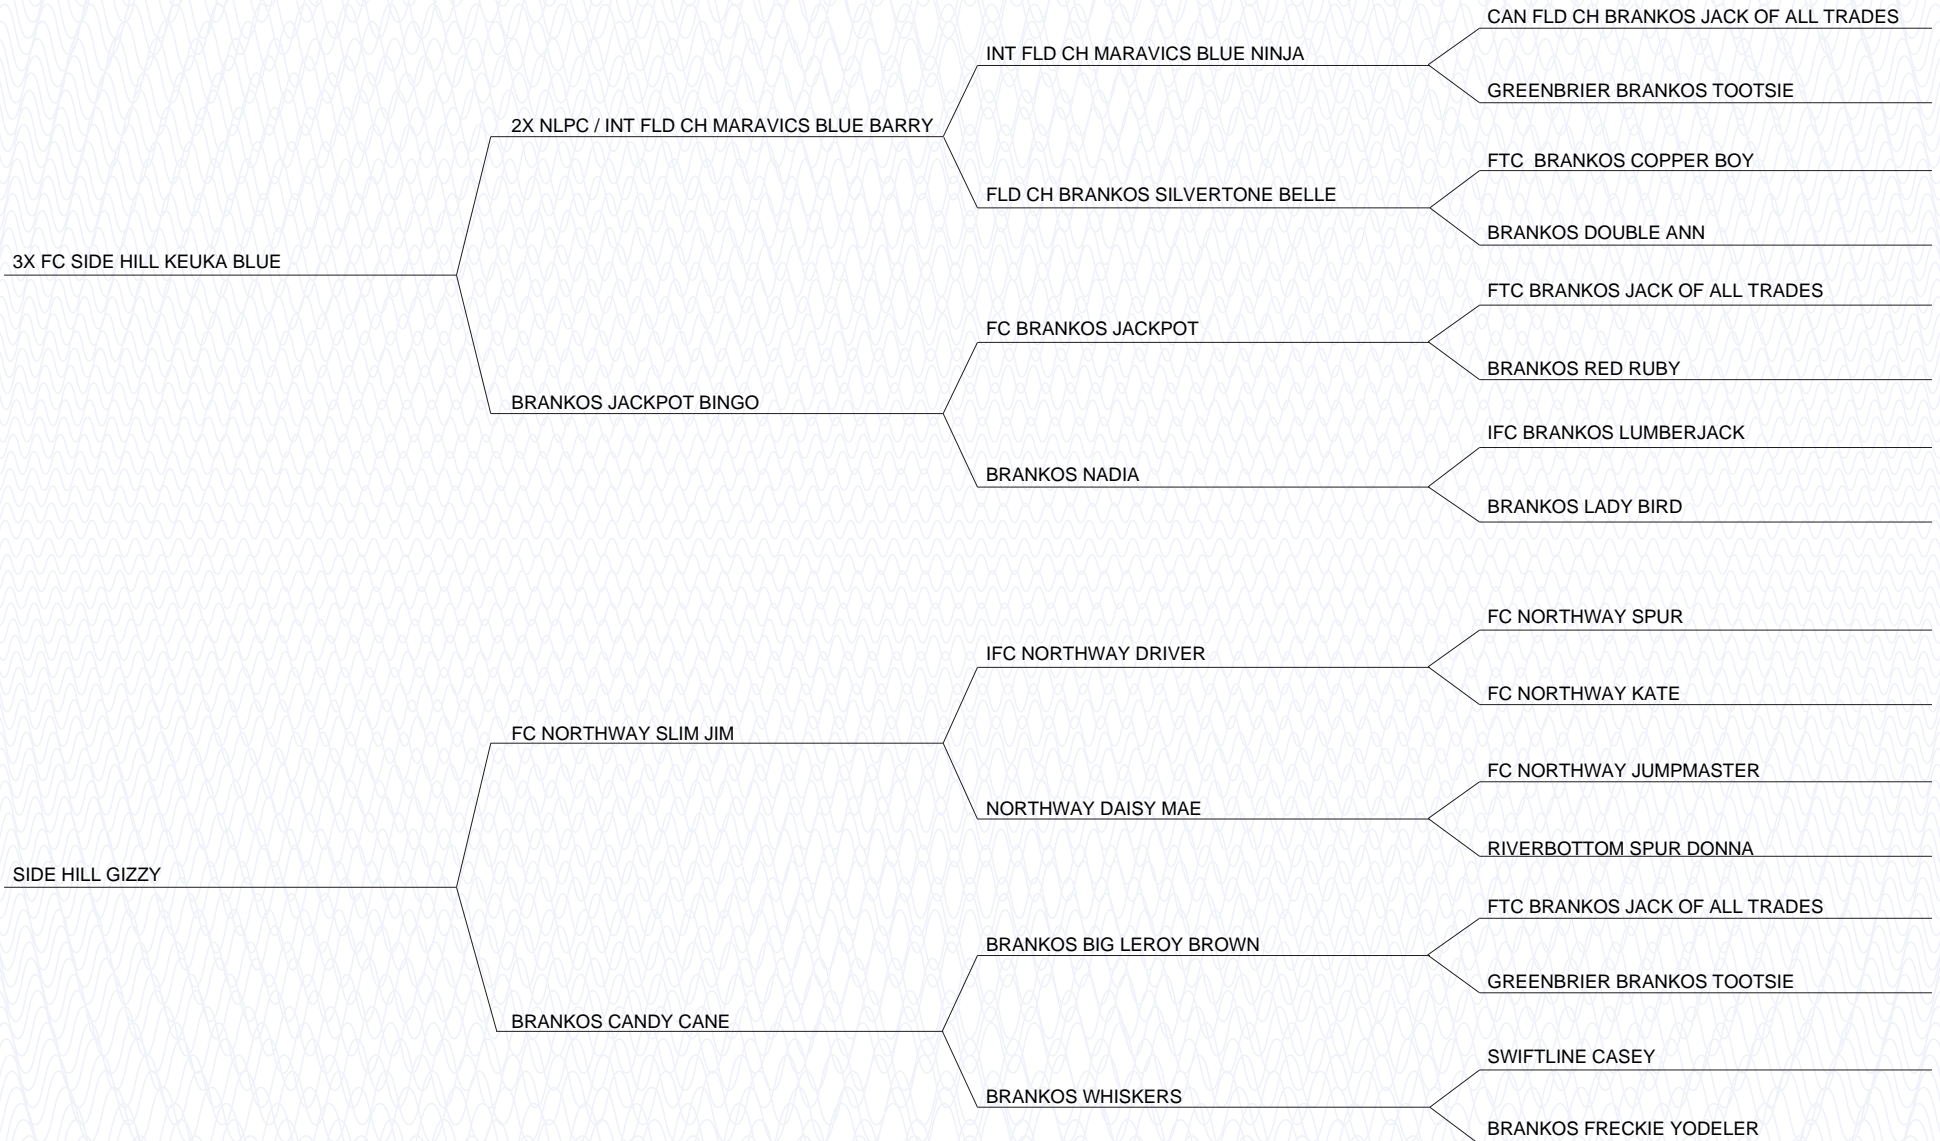 CAN FLD CH BRANKOS JACK OF ALL TRADES
INT FLD CH MARAVICS BLUE NINJA
GREENBRIER BRANKOS TOOTSIE
2X NLPC / INT FLD CH MARAVICS BLUE BARRY
FTC  BRANKOS COPPER BOY
FLD CH BRANKOS SILVERTONE BELLE
BRANKOS DOUBLE ANN
3X FC SIDE HILL KEUKA BLUE
FTC BRANKOS JACK OF ALL TRADES
FC BRANKOS JACKPOT
BRANKOS RED RUBY
BRANKOS JACKPOT BINGO
IFC BRANKOS LUMBERJACK
BRANKOS NADIA
BRANKOS LADY BIRD
FC NORTHWAY SPUR
IFC NORTHWAY DRIVER
FC NORTHWAY KATE
FC NORTHWAY SLIM JIM
FC NORTHWAY JUMPMASTER
NORTHWAY DAISY MAE
RIVERBOTTOM SPUR DONNA
SIDE HILL GIZZY
FTC BRANKOS JACK OF ALL TRADES
BRANKOS BIG LEROY BROWN
GREENBRIER BRANKOS TOOTSIE
BRANKOS CANDY CANE
SWIFTLINE CASEY
BRANKOS WHISKERS
BRANKOS FRECKIE YODELER